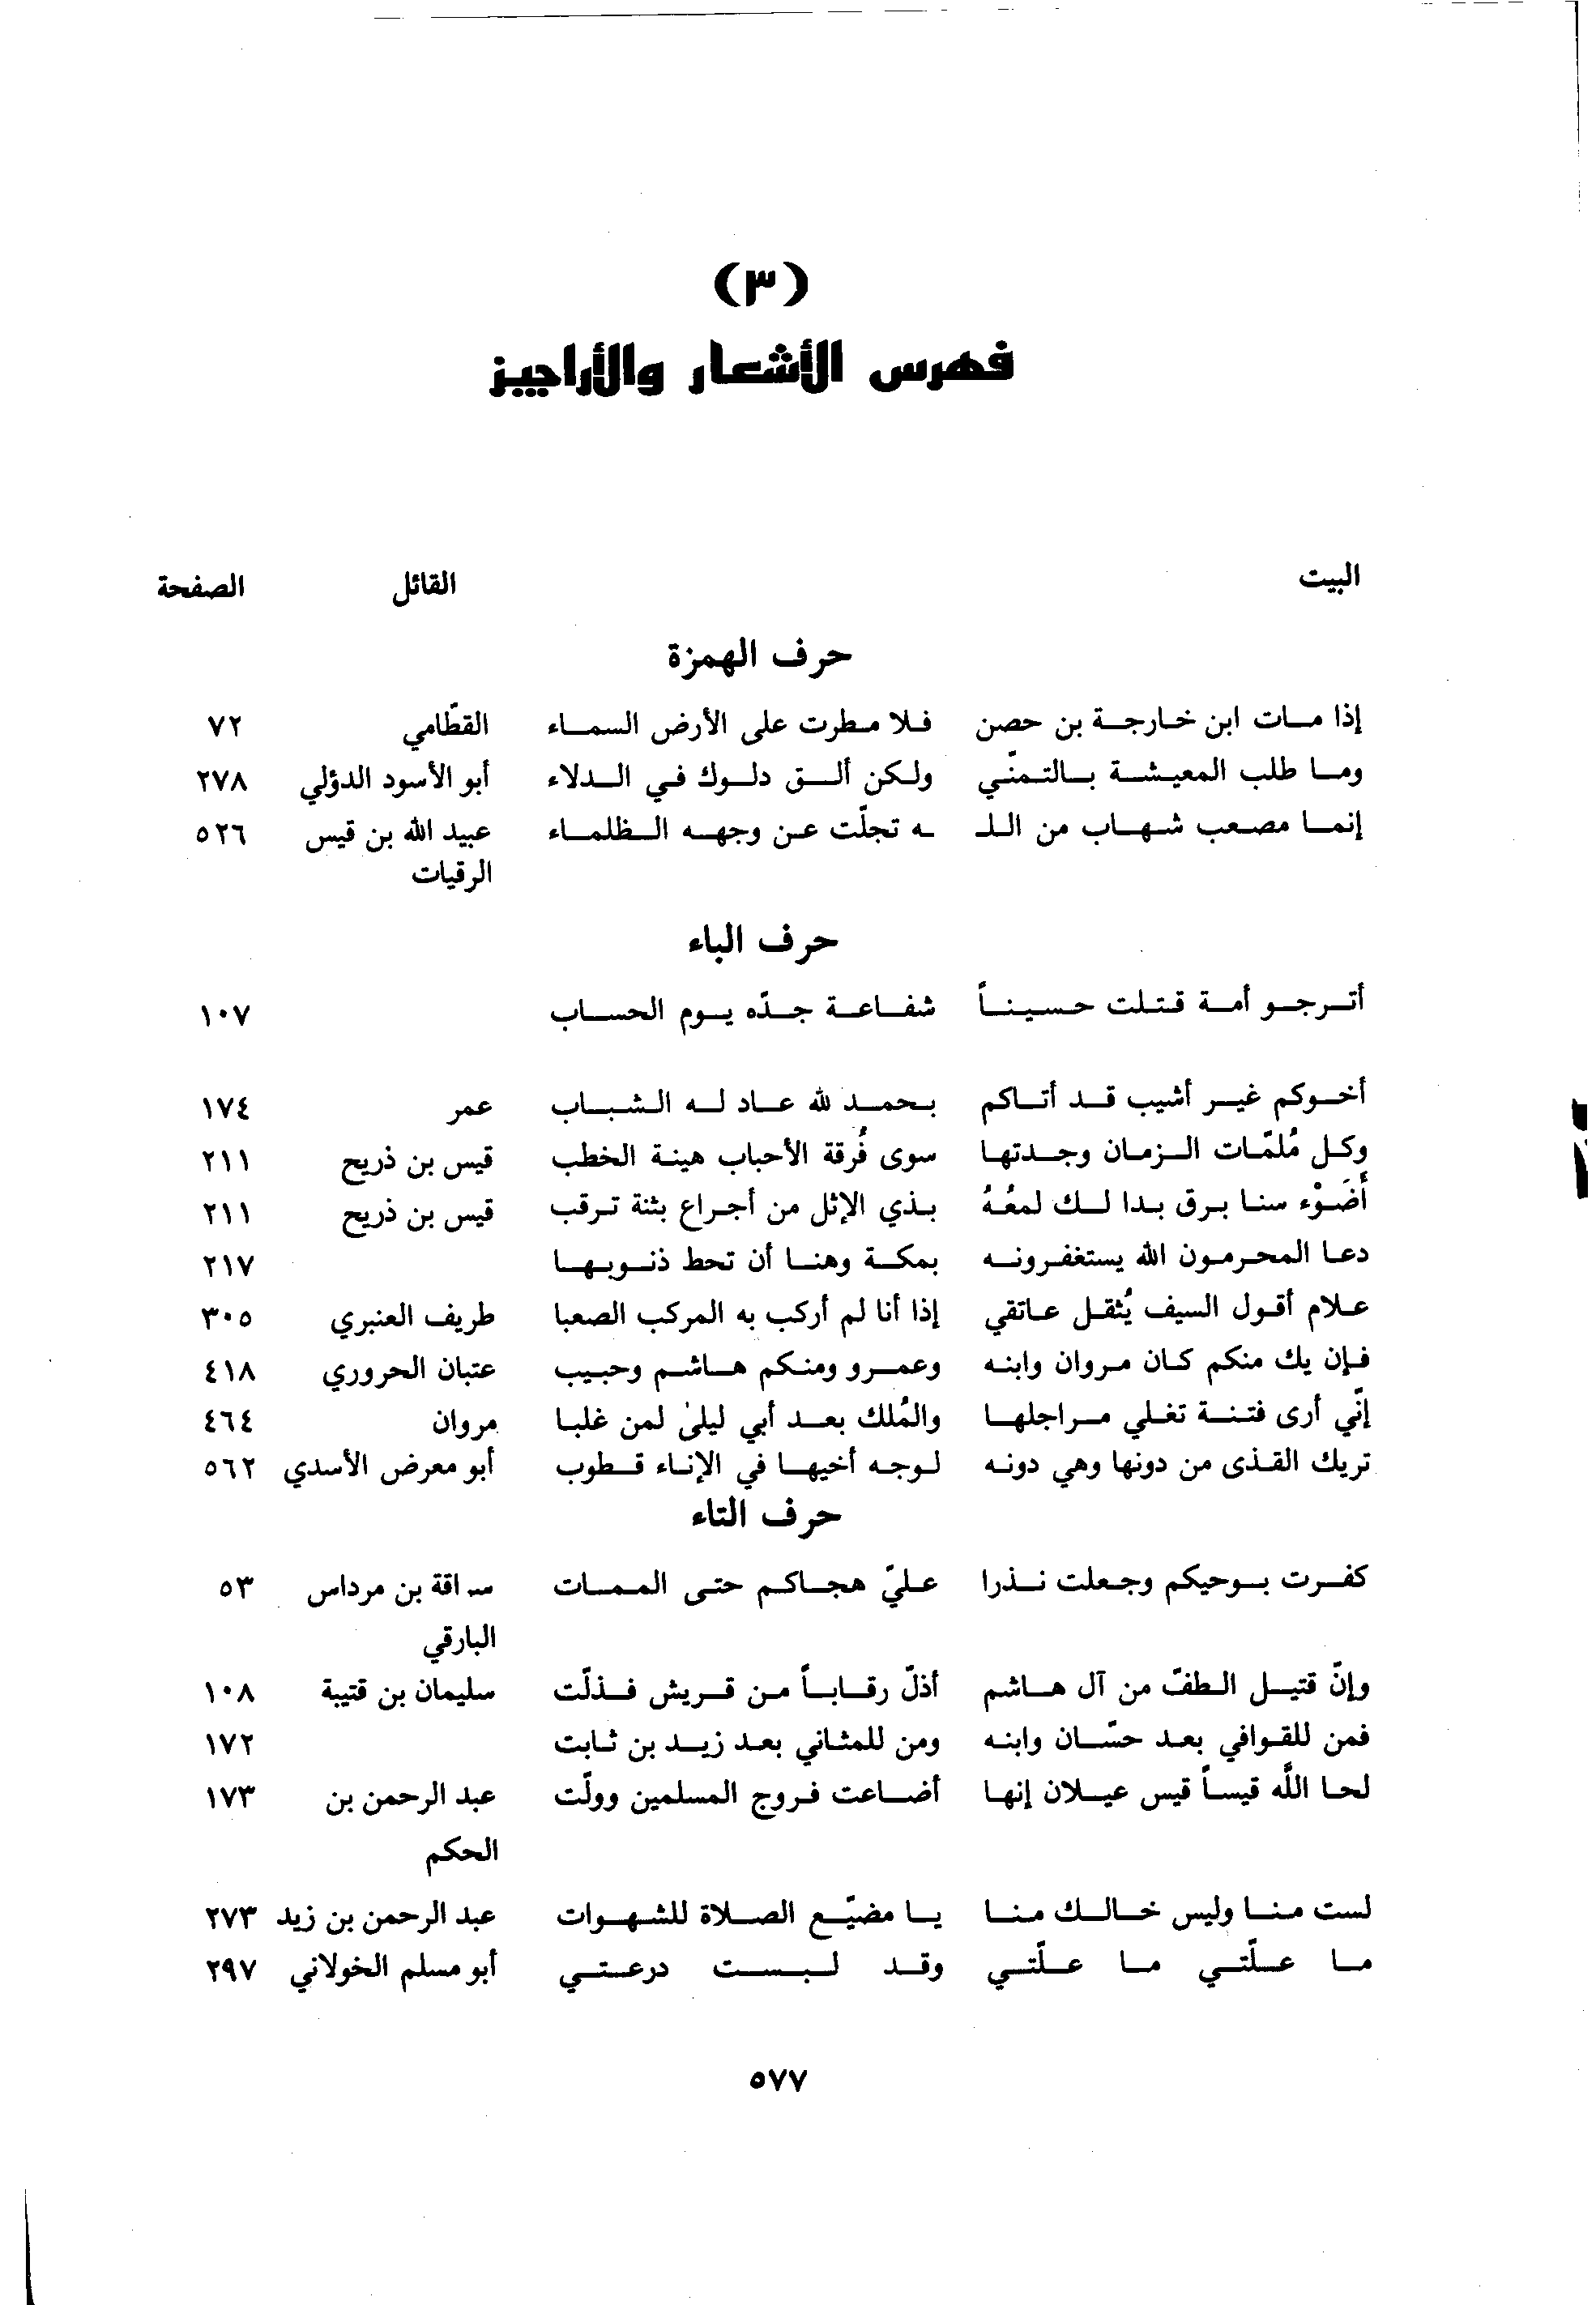 (٣)
فهرس الأشعار والأراجيز
البيت القائل الصفحة
حرف الهمزة
إذا مات ابن خارجة بن حصن فلا مطرت على الأرض السماء القطّامي ٧٢
وما طلب المعيشة بالتمنّي ولكن ألق دلوك في الدلاء أبو الأسود الدؤلي ٢٧٨
إنما مصعب شهاب من اللـ ـه تجلّت عن وجهه الظلماء عبيد الله بن قيس ٥٢٦
الرقيات
حرف الباء
أترجو أمة قتلت حسيناً شفاعة جدّه يوم الحساب ١٠٧
أخوكم غير أشيب قد أتاكم بحمد لله عاد له الشباب عمر ١٧٤
وكل مُلمّات الزمان وجدتها سوى فُرقة الأحباب هينة الخطب قيس بن ذريح ٢١١
أَضَوْء سنا برق بدا لك لمعُهُ بذي الإثل من أجراع بثنة ترقب قيس بن ذريح ٢١١
دعا المحرمون الله يستغفرونه بمكة وهنا أن تحط ذنوبها ٢١٧
علام أقول السيف يُثقل عاتقي إذا أنا لم أركب به المركب الصعبا طريف العنبري ٣٠٥
فإن يك منكم كان مروان وابنه وعمرو ومنكم هاشم وحبيب عتبان الحروري ٤١٨
إنّي أرى فتنة تغلي مراجلها والمُلك بعد أبي ليلىٰ لمن غلبا مروان ٤٦٤
تريك القذى من دونها وهي دونه لوجه أخيها في الإناء قطوب أبو معرض الأسدي ٥٦٢
حرف التاء
كفرت بوحيكم وجعلت نذرا عليّ هجاكم حتى الممات سراقة بن مرداس ٥٣
البارقي
وإنّ قتيل الطفّ من آل هاشم أذلّ رقاباً من قريش فذلّت سليمان بن قتيبة ١٠٨
فمن للقوافي بعد حسّان وابنه ومن للمثاني بعد زيد بن ثابت ١٧٢
لحا اللَّه قيساً قيس عيلان إنها أضاعت فروج المسلمين وولّت عبد الرحمن بن ١٧٣
الحكم
لست منا وليس خالك منا يا مضيّع الصلاة للشهوات عبد الرحمن بن زيد ٢٧٣
ما علّتي ما علّتي وقد لبست درعتي أبو مسلم الخولاني ٢٩٧
٥٧٧